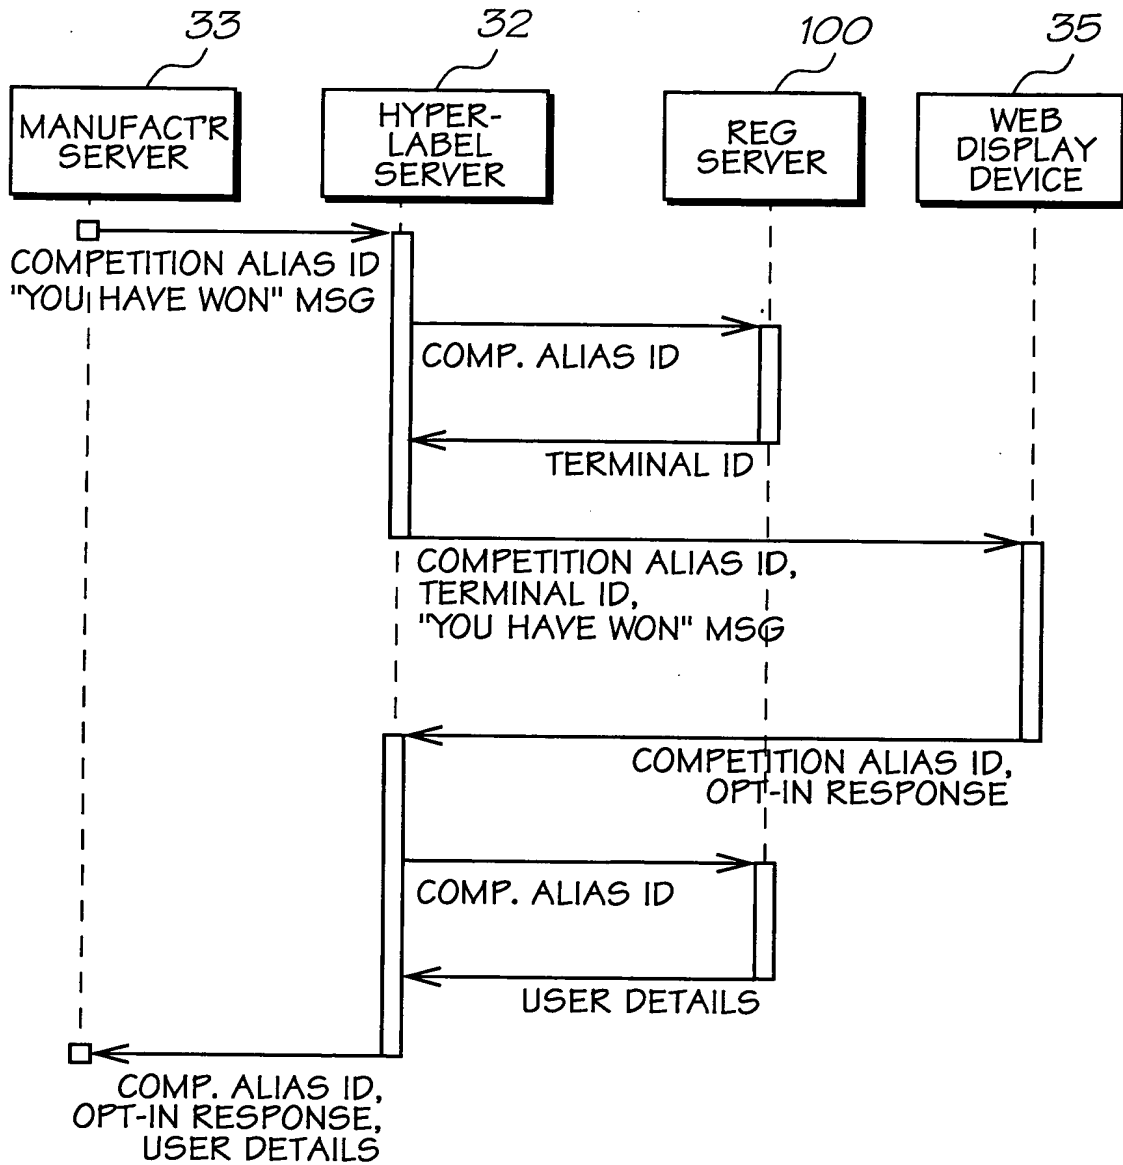 33
32
100
35
MANUFACT'R
SERVER
HYPER-
LABEL
SERVER
REG
SERVER
WEB
DISPLAY
DEVICE
COMPETITION ALIAS ID
"YOU HAVE WON" MSG
COMP. ALIAS ID
TERMINAL ID
COMPETITION ALIAS ID,
TERMINAL ID,
"YOU HAVE WON" MSG
COMPETITION ALIAS ID,
OPT-IN RESPONSE
COMP. ALIAS ID
USER DETAILS
COMP. ALIAS ID,
OPT-IN RESPONSE,
USER DETAILS